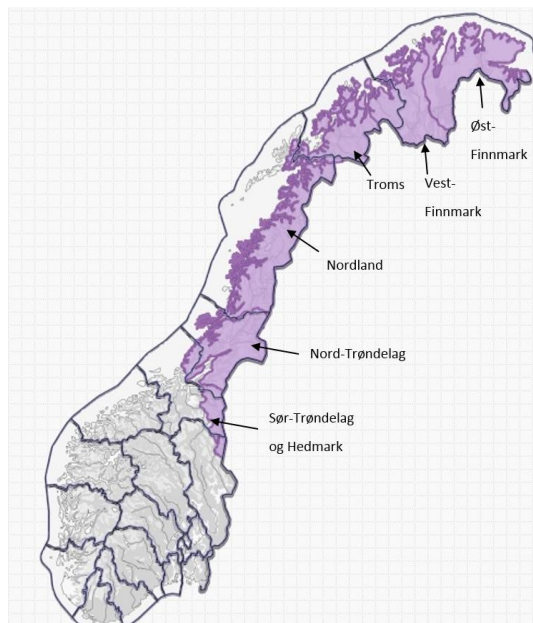 Øst-
Finnmark
Troms
Vest-
Finnmark
Nordland
Nord-Trøndelag
Sør-Trøndelag
og Hedmark